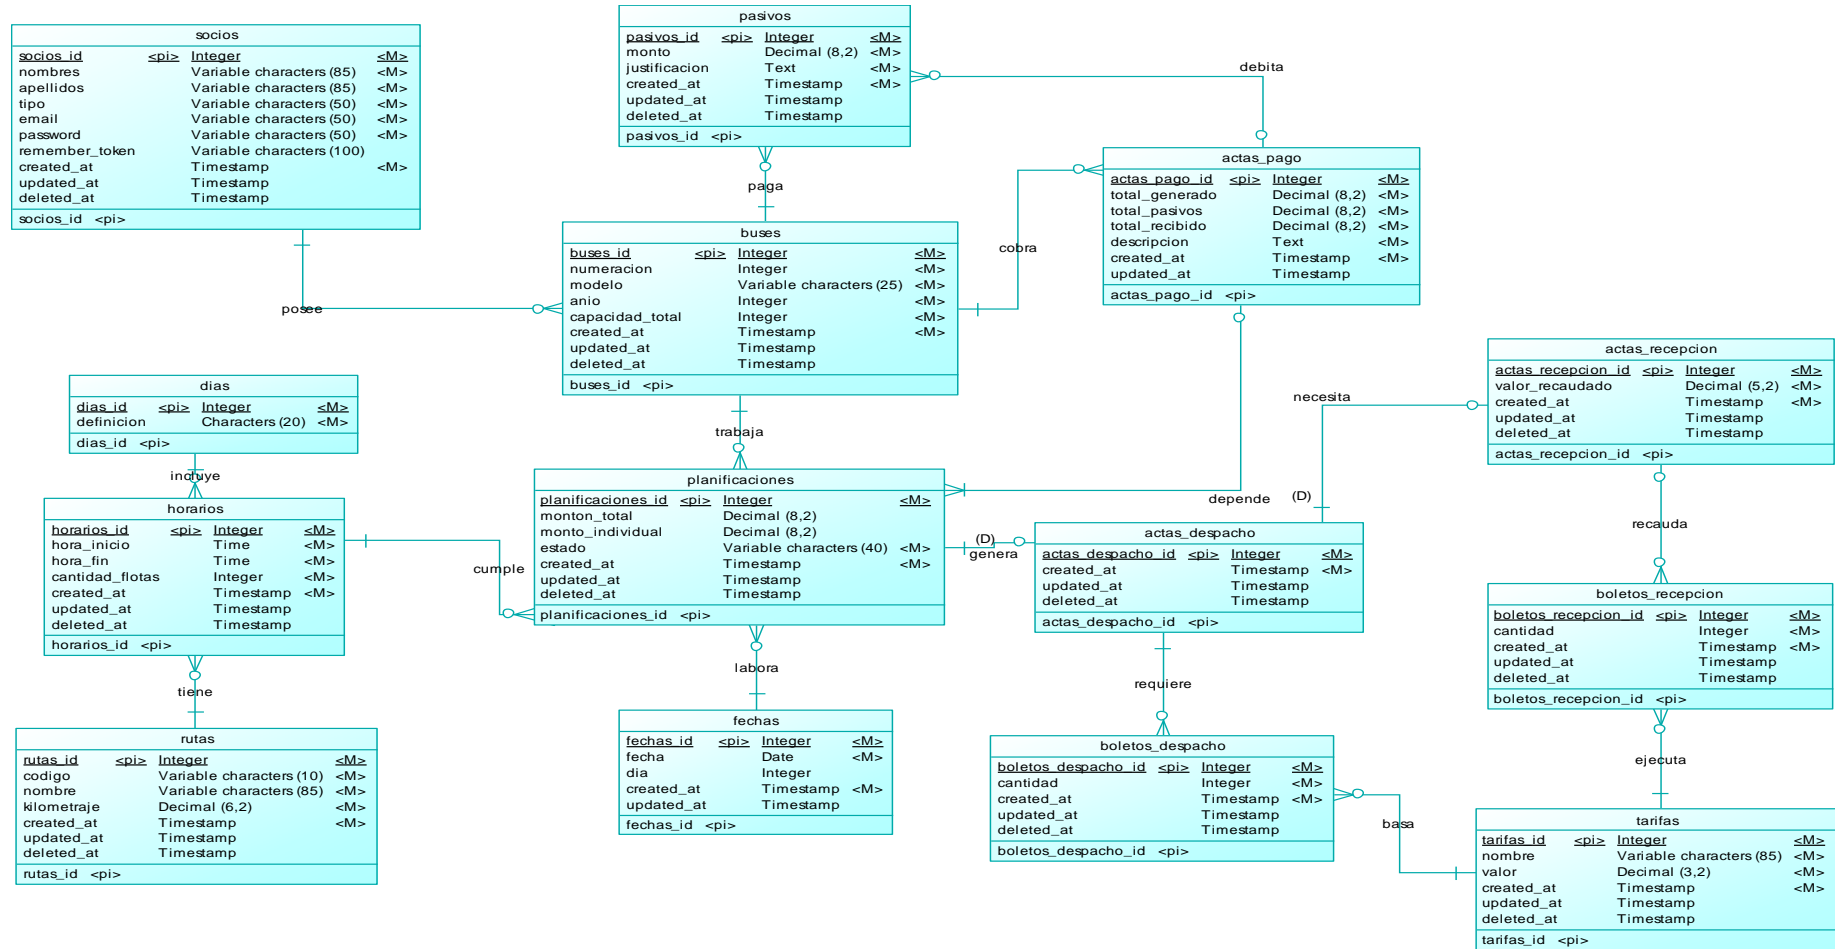 socios
socios_id <pi> Integer <M>
nombres Variable characters (85) <M>
apellidos Variable characters (85) <M>
tipo Variable characters (50) <M>
email Variable characters (50) <M>
password Variable characters (50) <M>
remember_token Variable characters (100)
created_at Timestamp <M>
updated_at Timestamp
deleted_at Timestamp
socios_id <pi>
pasivos
pasivos_id <pi> Integer <M>
monto Decimal (8,2) <M>
justificacion Text <M>
created_at Timestamp <M>
updated_at Timestamp
deleted_at Timestamp
pasivos_id <pi>
debita
paga
actas_pago
actas_pago_id <pi> Integer <M>
total_generado Decimal (8,2) <M>
total_pasivos Decimal (8,2) <M>
total_recibido Decimal (8,2) <M>
descripcion Text <M>
created_at Timestamp <M>
updated_at Timestamp
actas_pago_id <pi>
cobra
posee
buses
buses_id <pi> Integer <M>
numeracion Integer <M>
modelo Variable characters (25) <M>
anio Integer <M>
capacidad_total Integer <M>
created_at Timestamp <M>
updated_at Timestamp
deleted_at Timestamp
buses_id <pi>
trabaja
actas_recepcion
actas_recepcion_id <pi> Integer <M>
valor_recaudado Decimal (5,2) <M>
created_at Timestamp <M>
updated_at Timestamp
deleted_at Timestamp
actas_recepcion_id <pi>
necesita
dias
dias_id <pi> Integer <M>
definicion Characters (20) <M>
dias_id <pi>
incluye
horarios
horarios_id <pi> Integer <M>
hora_inicio Time <M>
hora_fin Time <M>
cantidad_flotas Integer <M>
created_at Timestamp <M>
updated_at Timestamp
deleted_at Timestamp
horarios_id <pi>
cumple
tiene
planificaciones
planificaciones_id <pi> Integer <M>
monton_total Decimal (8,2)
monto_individual Decimal (8,2)
estado Variable characters (40) <M>
created_at Timestamp <M>
updated_at Timestamp
deleted_at Timestamp
planificaciones_id <pi>
depende
(D)
(D)
genera
labora
actas_despacho
actas_despacho_id <pi> Integer <M>
created_at Timestamp <M>
updated_at Timestamp
deleted_at Timestamp
actas_despacho_id <pi>
requiere
recauda
boletos_recepcion
boletos_recepcion_id <pi> Integer <M>
cantidad Integer <M>
created_at Timestamp <M>
updated_at Timestamp
deleted_at Timestamp
boletos_recepcion_id <pi>
ejecuta
rutas
rutas_id <pi> Integer <M>
codigo Variable characters (10) <M>
nombre Variable characters (85) <M>
kilometraje Decimal (6,2) <M>
created_at Timestamp <M>
updated_at Timestamp
deleted_at Timestamp
rutas_id <pi>
fechas
fechas_id <pi> Integer <M>
fecha Date <M>
dia Integer
created_at Timestamp <M>
updated_at Timestamp
fechas_id <pi>
boletos_despacho
boletos_despacho_id <pi> Integer <M>
cantidad Integer <M>
created_at Timestamp <M>
updated_at Timestamp
deleted_at Timestamp
boletos_despacho_id <pi>
basa
tarifas
tarifas_id <pi> Integer <M>
nombre Variable characters (85) <M>
valor Decimal (3,2) <M>
created_at Timestamp <M>
updated_at Timestamp
deleted_at Timestamp
tarifas_id <pi>